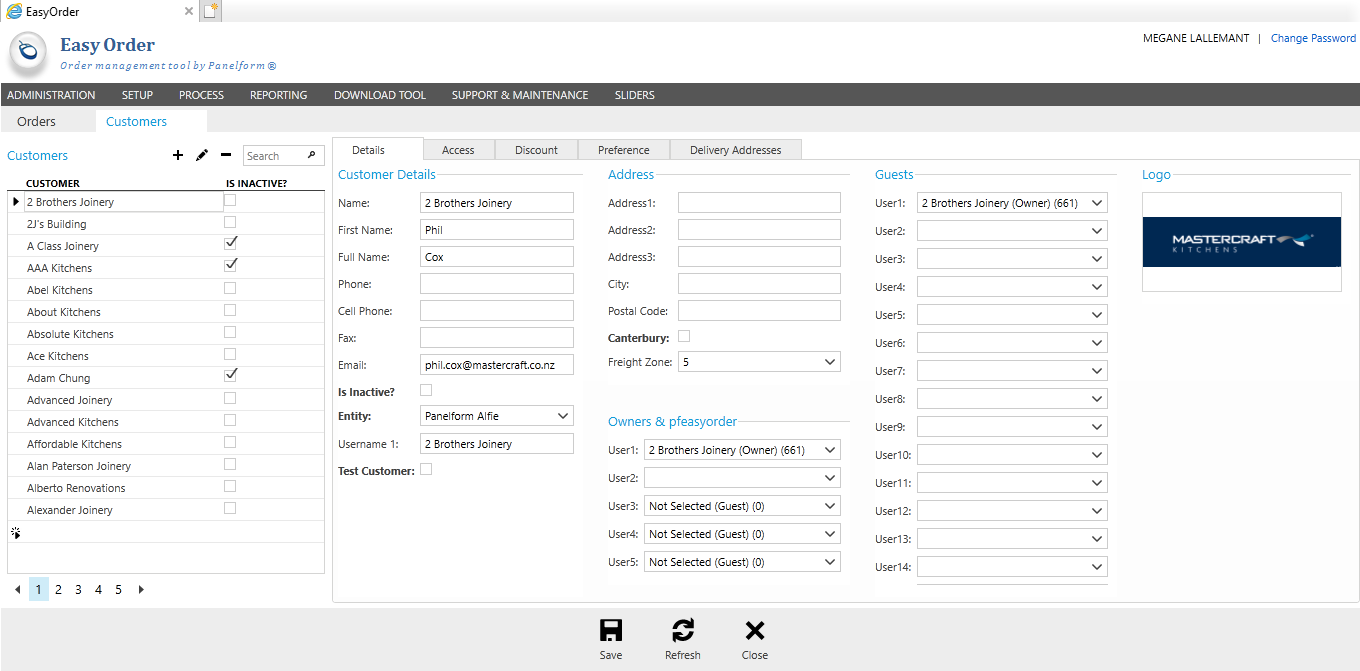 EasyOrder
Easy Order
Order management tool by Panelform®
MEGANE LALLEMANT | Change Password
ADMINISTRATION SETUP PROCESS REPORTING DOWNLOAD TOOL SUPPORT & MAINTENANCE SLIDERS
Orders Customers
Customers
Search
CUSTOMER IS INACTIVE?
2 Brothers Joinery
2J's Building
A Class Joinery
AAA Kitchens
Abel Kitchens
About Kitchens
Absolute Kitchens
Ace Kitchens
Adam Chung
Advanced Joinery
Advanced Kitchens
Affordable Kitchens
Alan Paterson Joinery
Alberto Renovations
Alexander Joinery
1 2 3 4 5
Details Access Discount Preference Delivery Addresses
Customer Details
Name: 2 Brothers Joinery
First Name: Phil
Full Name: Cox
Phone:
Cell Phone:
Fax:
Email: phil.cox@mastercraft.co.nz
Is Inactive?
Entity: Panelform Alfie
Username 1: 2 Brothers Joinery
Test Customer:
Address
Address1:
Address2:
Address3:
City:
Postal Code:
Canterbury:
Freight Zone: 5
Owners & pfeasyorder
User1: 2 Brothers Joinery (Owner) (661)
User2:
User3: Not Selected (Guest) (0)
User4: Not Selected (Guest) (0)
User5: Not Selected (Guest) (0)
Guests
User1: 2 Brothers Joinery (Owner) (661)
User2:
User3:
User4:
User5:
User6:
User7:
User8:
User9:
User10:
User11:
User12:
User13:
User14:
Logo
MASTERCRAFT
KITCHENS
Save Refresh Close